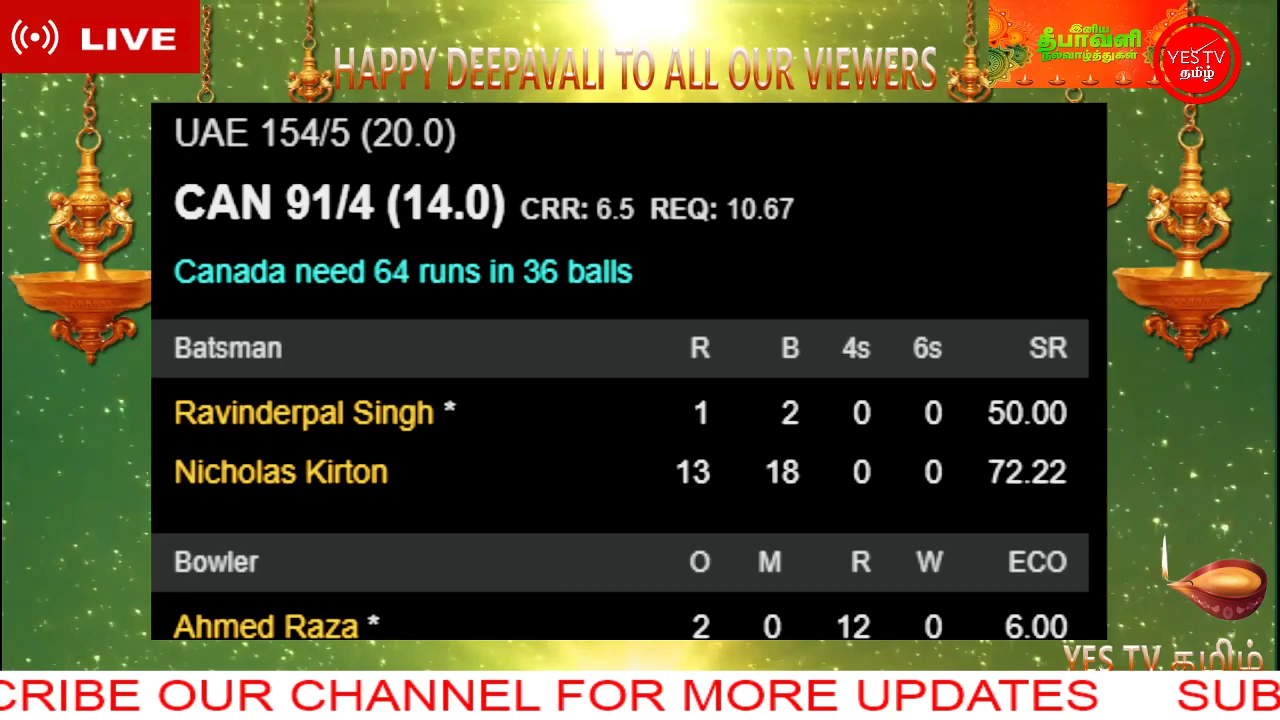 LIVE
HAPPY DEEPAVALI TO ALL OUR VIEWERS
இனிய
தீபாவளி
நல்வாழ்த்துகள்
YES TV
தமிழ்
UAE 154/5 (20.0)
CAN 91/4 (14.0) CRR: 6.5 REQ: 10.67
Canada need 64 runs in 36 balls
Batsman R B 4s 6s SR
Ravinderpal Singh * 1 2 0 0 50.00
Nicholas Kirton 13 18 0 0 72.22
Bowler O M R W ECO
Ahmed Raza * 2 0 12 0 6.00
YES TV தமிழ்
CRIBE OUR CHANNEL FOR MORE UPDATES SUB